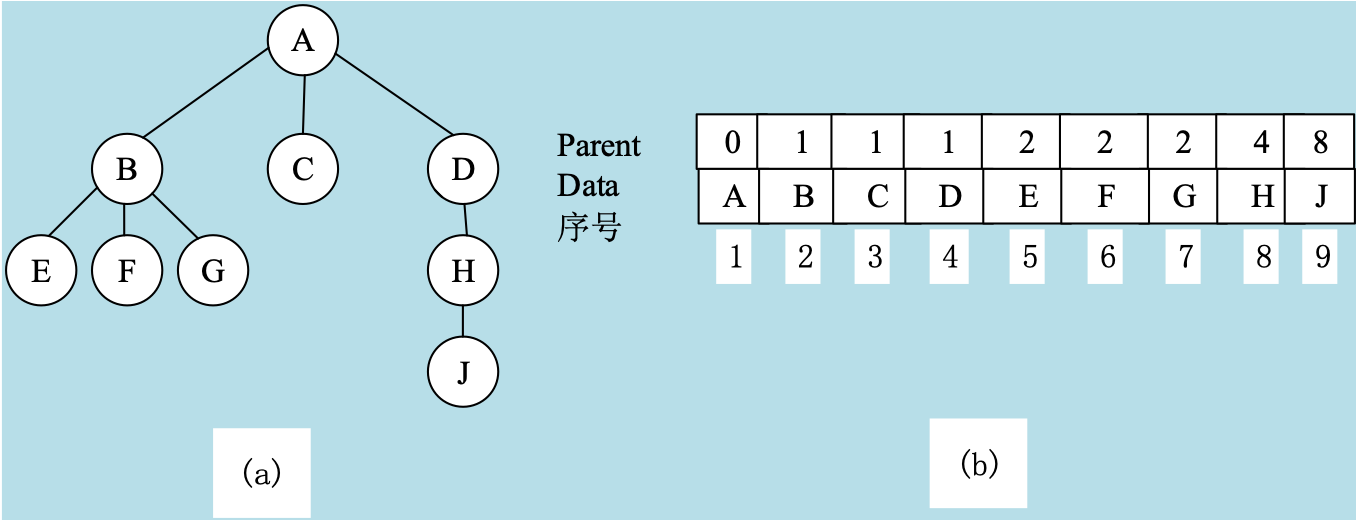 A
B C D
E F G H
J
Parent 0 1 1 1 2 2 2 4 8
Data A B C D E F G H J
序号 1 2 3 4 5 6 7 8 9
(a)
(b)